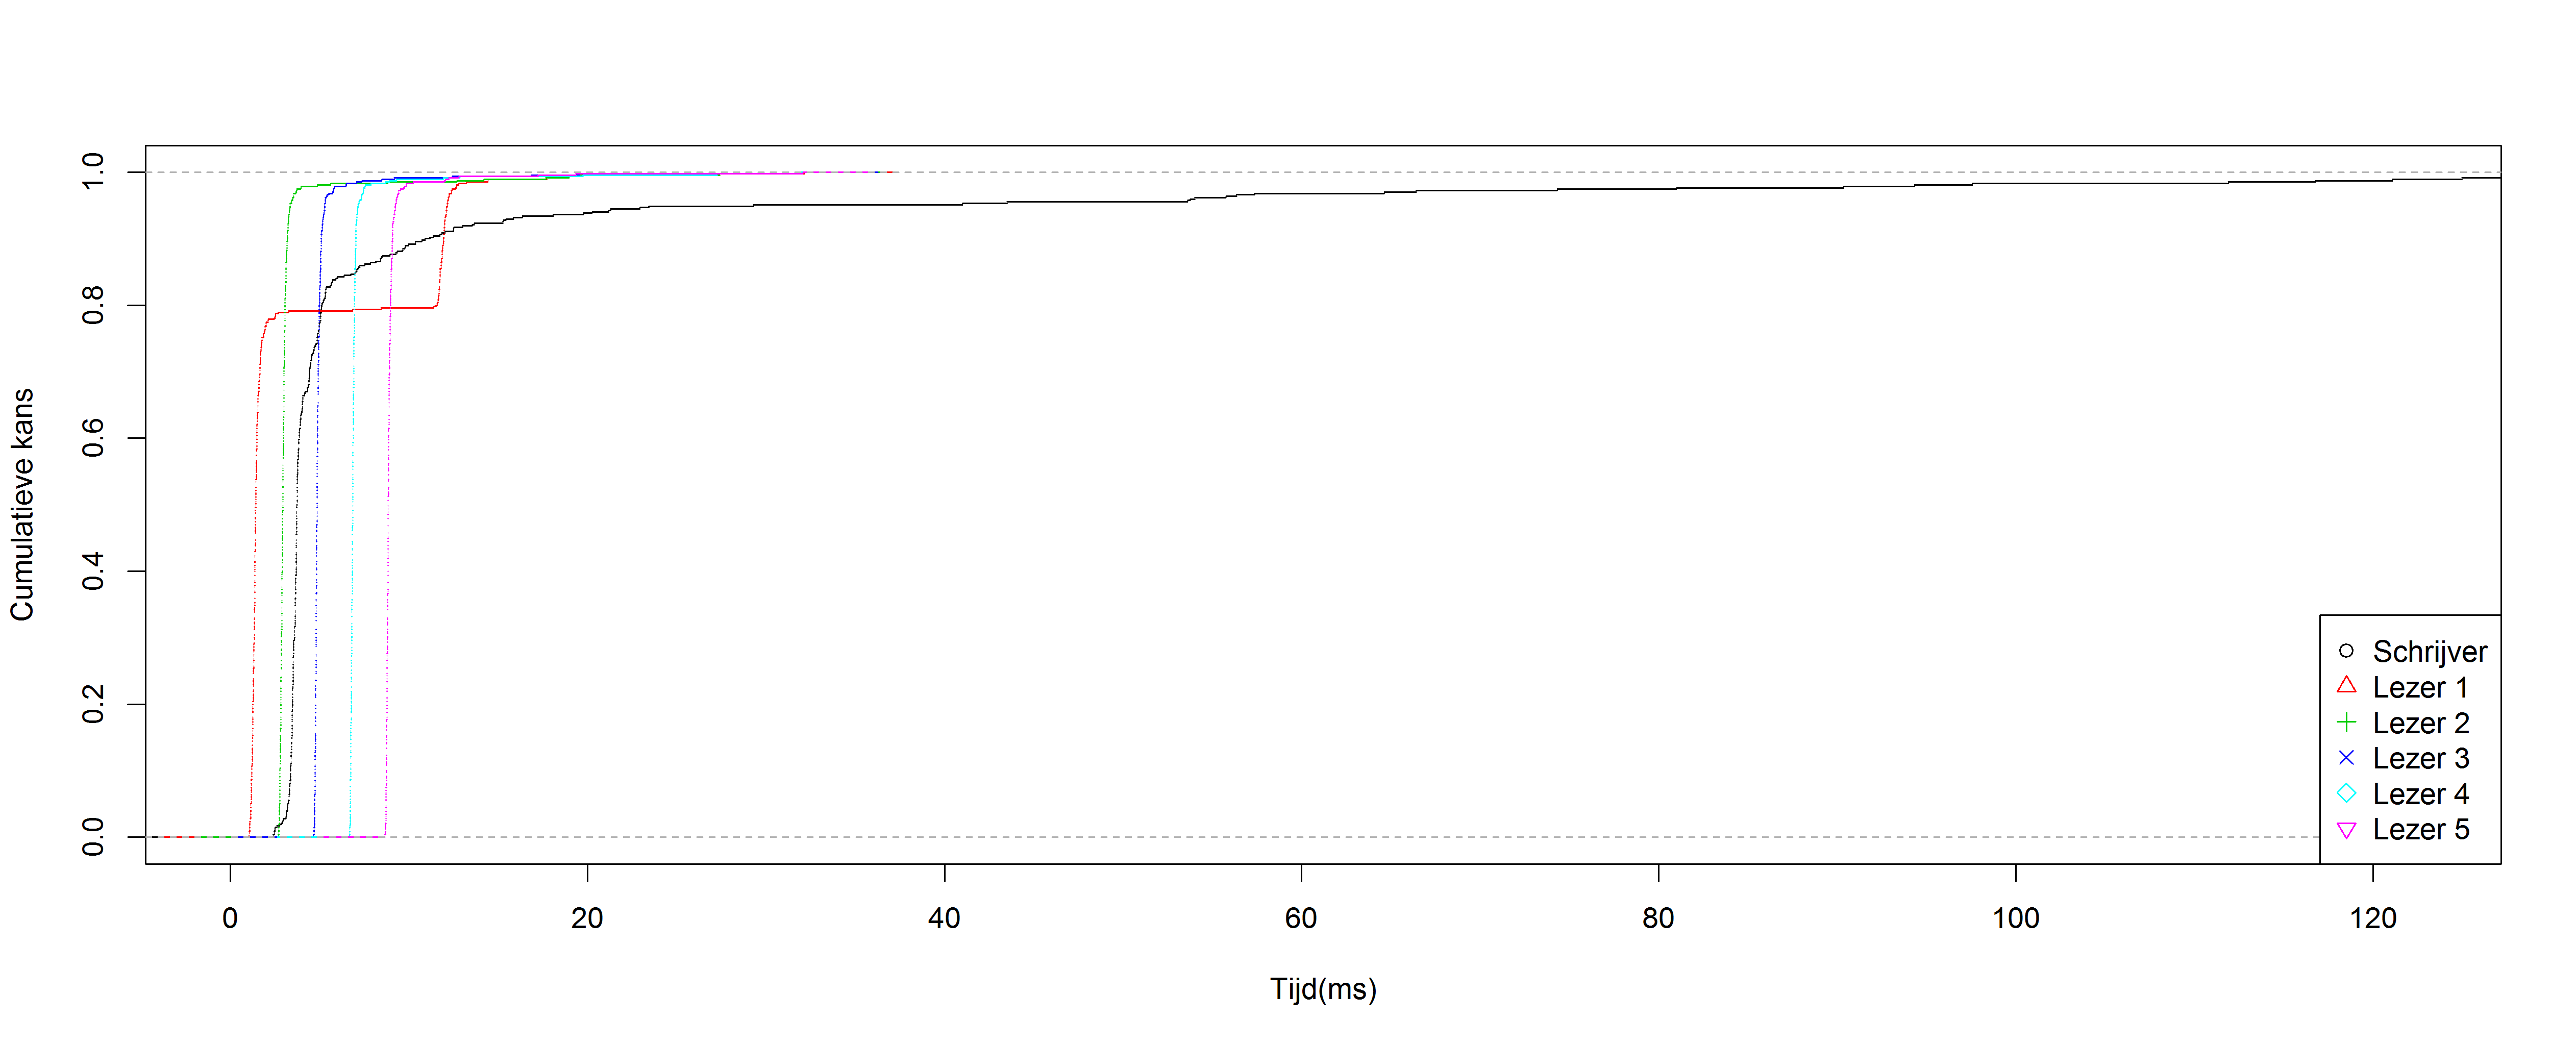 Cumulatieve kans
1.0
0.8
0.6
0.4
0.2
0.0
0 20 40 60 80 100 120
Tijd(ms)
Schrijver
Lezer 1
Lezer 2
Lezer 3
Lezer 4
Lezer 5